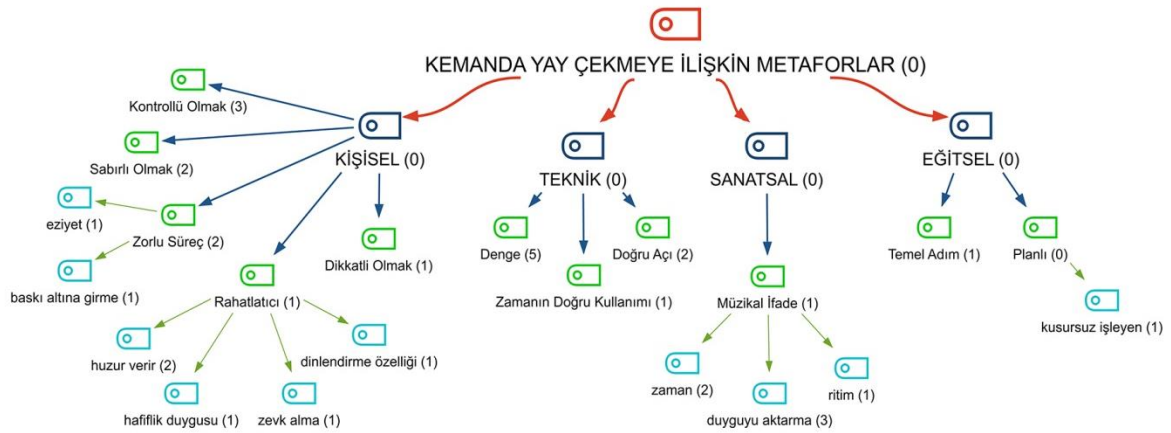 KEMANDA YAY ÇEKMEYE İLİŞKİN METAFORLAR (0)
KİŞİSEL (0)
Kontrollü Olmak (3)
Sabırlı Olmak (2)
Zorlu Süreç (2)
eziyet (1)
baskı altına girme (1)
Rahatlatıcı (1)
huzur verir (2)
hafiflik duygusu (1)
zevk alma (1)
dinlendirme özelliği (1)
Dikkatli Olmak (1)
TEKNİK (0)
Denge (5)
Zamanın Doğru Kullanımı (1)
Doğru Açı (2)
SANATSAL (0)
Müzikal İfade (1)
zaman (2)
duyguyu aktarma (3)
ritim (1)
EĞİTSEL (0)
Temel Adım (1)
Planlı (0)
kusursuz işleyen (1)